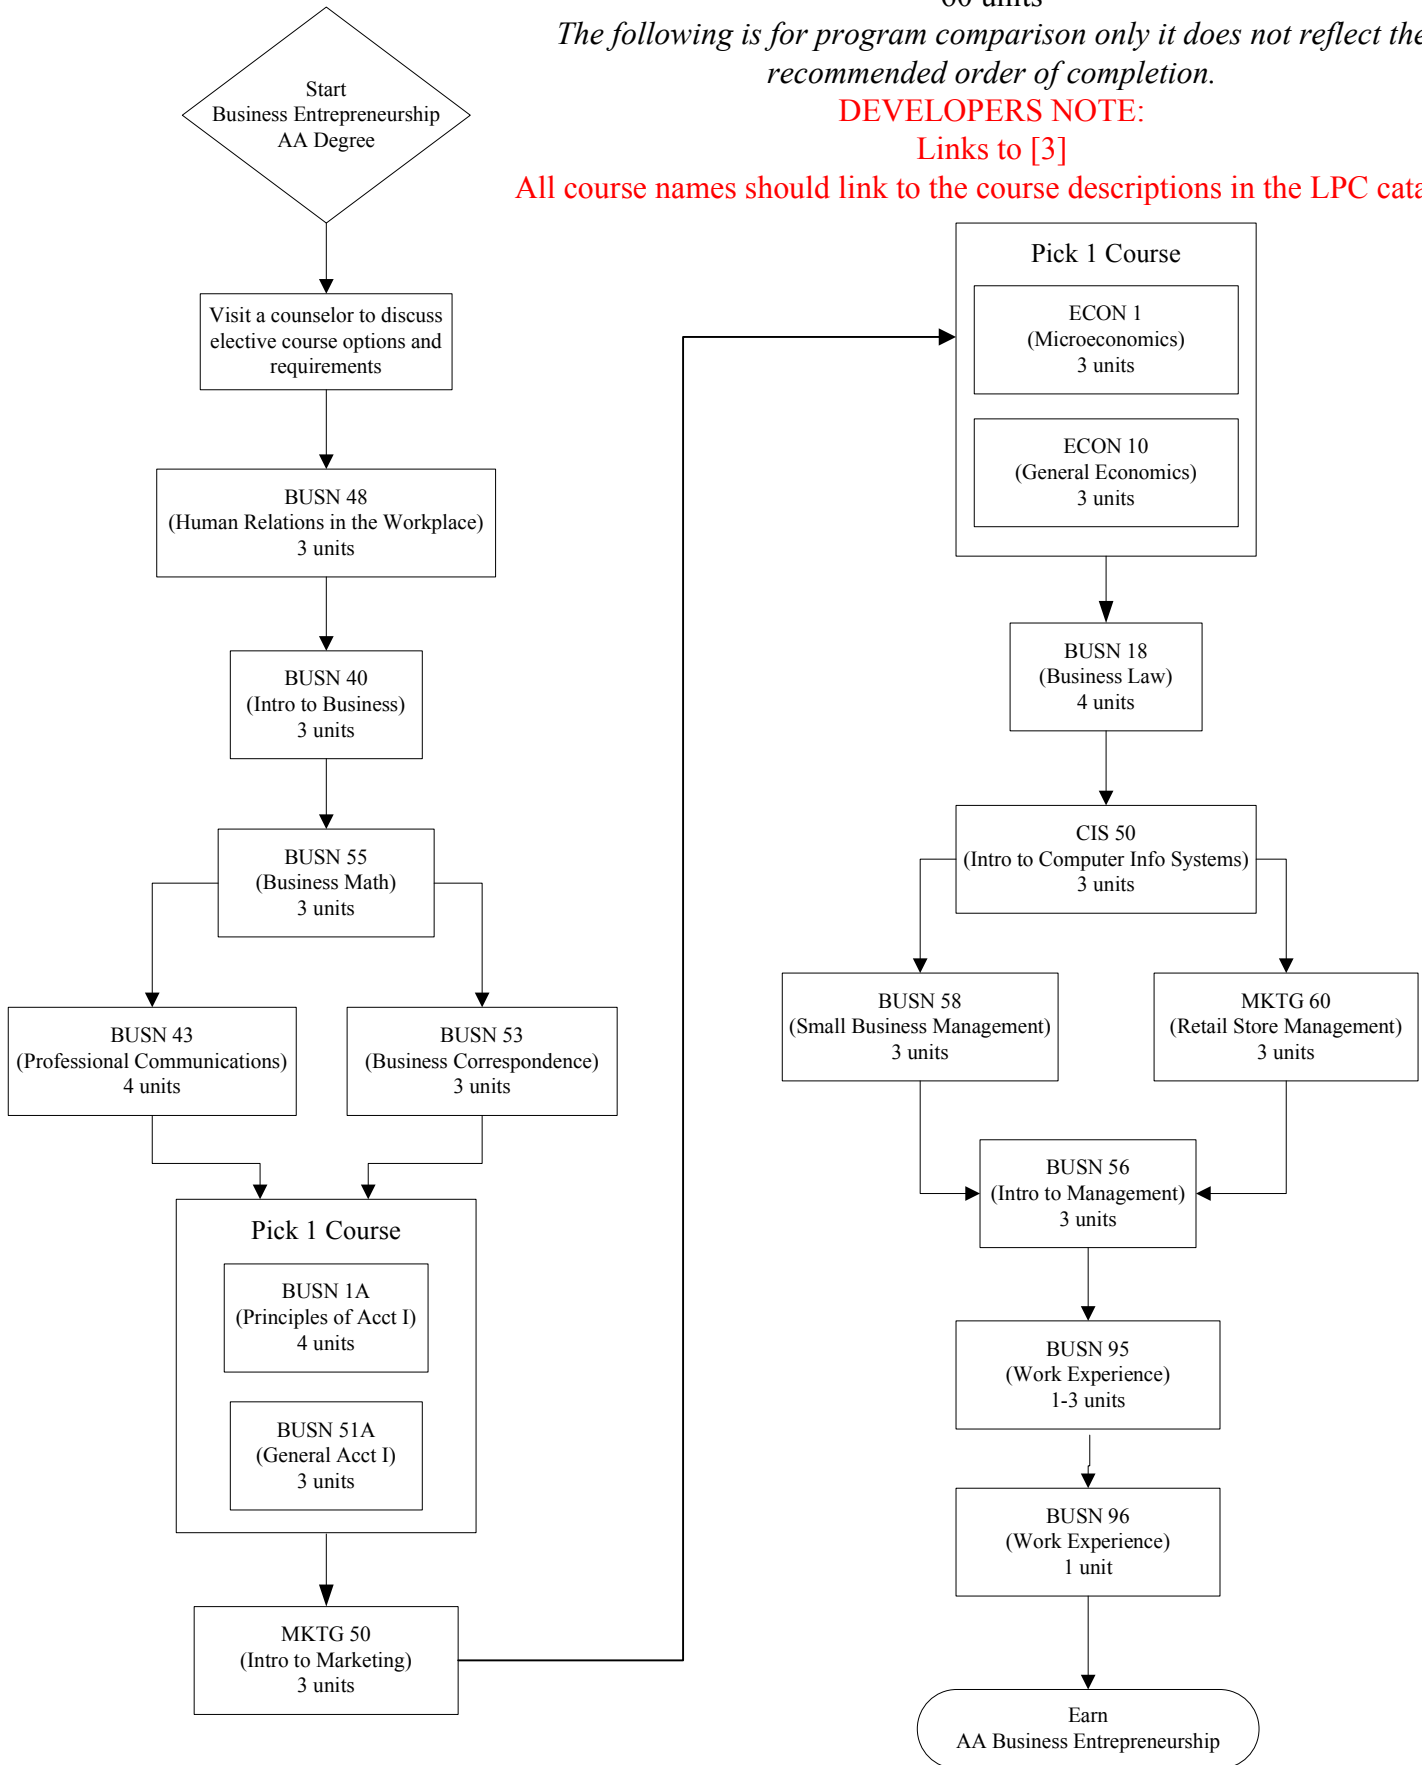 60 units
The following is for program comparison only it does not reflect the
recommended order of completion.
DEVELOPERS NOTE:
Links to [3]
All course names should link to the course descriptions in the LPC cata
Start
Business Entrepreneurship
AA Degree
Visit a counselor to discuss
elective course options and
requirements
BUSN 48
(Human Relations in the Workplace)
3 units
BUSN 40
(Intro to Business)
3 units
BUSN 55
(Business Math)
3 units
BUSN 43
(Professional Communications)
4 units
BUSN 53
(Business Correspondence)
3 units
Pick 1 Course
BUSN 1A
(Principles of Acct I)
4 units
BUSN 51A
(General Acct I)
3 units
MKTG 50
(Intro to Marketing)
3 units
Pick 1 Course
ECON 1
(Microeconomics)
3 units
ECON 10
(General Economics)
3 units
BUSN 18
(Business Law)
4 units
CIS 50
(Intro to Computer Info Systems)
3 units
BUSN 58
(Small Business Management)
3 units
MKTG 60
(Retail Store Management)
3 units
BUSN 56
(Intro to Management)
3 units
BUSN 95
(Work Experience)
1-3 units
BUSN 96
(Work Experience)
1 unit
Earn
AA Business Entrepreneurship